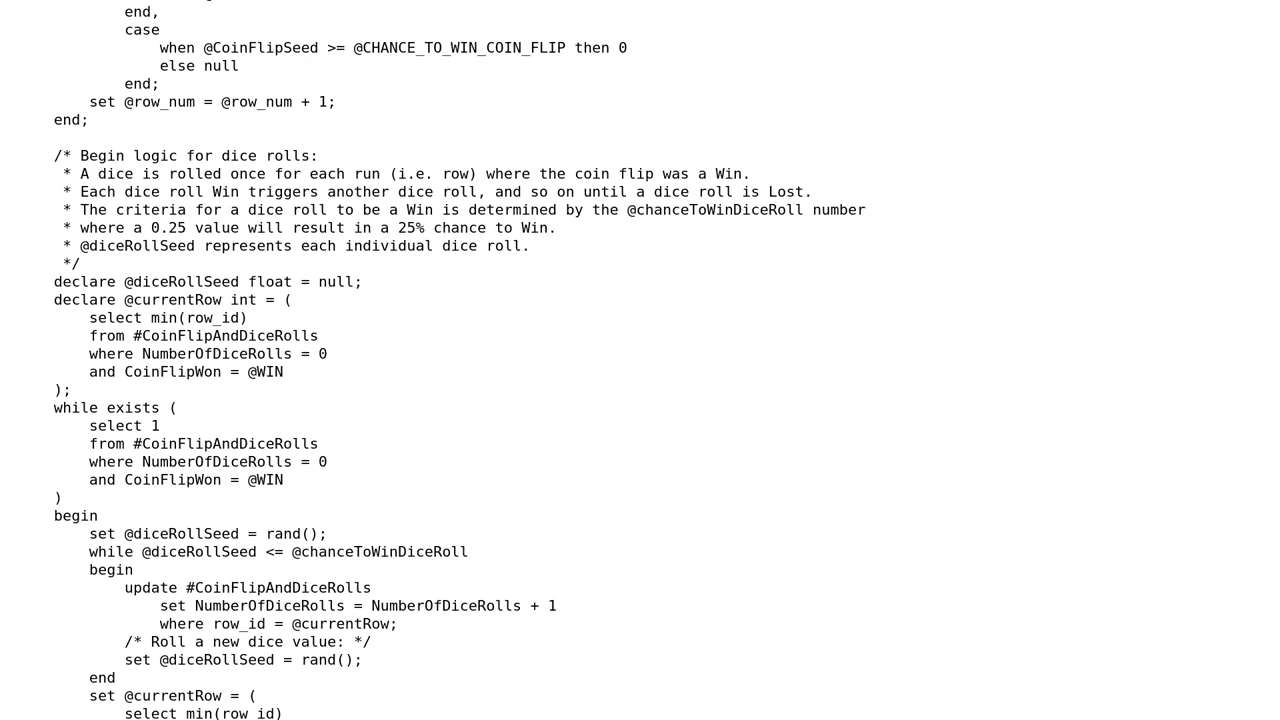 end,
case
when @CoinFlipSeed >= @CHANCE_TO_WIN_COIN_FLIP then 0
else null
end;
set @row_num = @row_num + 1;
end;
/* Begin logic for dice rolls:
* A dice is rolled once for each run (i.e. row) where the coin flip was a Win.
* Each dice roll Win triggers another dice roll, and so on until a dice roll is Lost.
* The criteria for a dice roll to be a Win is determined by the @chanceToWinDiceRoll number
* where a 0.25 value will result in a 25% chance to Win.
* @diceRollSeed represents each individual dice roll.
*/
declare @diceRollSeed float = null;
declare @currentRow int = (
select min(row_id)
from #CoinFlipAndDiceRolls
where NumberOfDiceRolls = 0
and CoinFlipWon = @WIN
);
while exists (
select 1
from #CoinFlipAndDiceRolls
where NumberOfDiceRolls = 0
and CoinFlipWon = @WIN
)
begin
set @diceRollSeed = rand();
while @diceRollSeed <= @chanceToWinDiceRoll
begin
update #CoinFlipAndDiceRolls
set NumberOfDiceRolls = NumberOfDiceRolls + 1
where row_id = @currentRow;
/* Roll a new dice value: */
set @diceRollSeed = rand();
end
set @currentRow = (
select min(row_id)